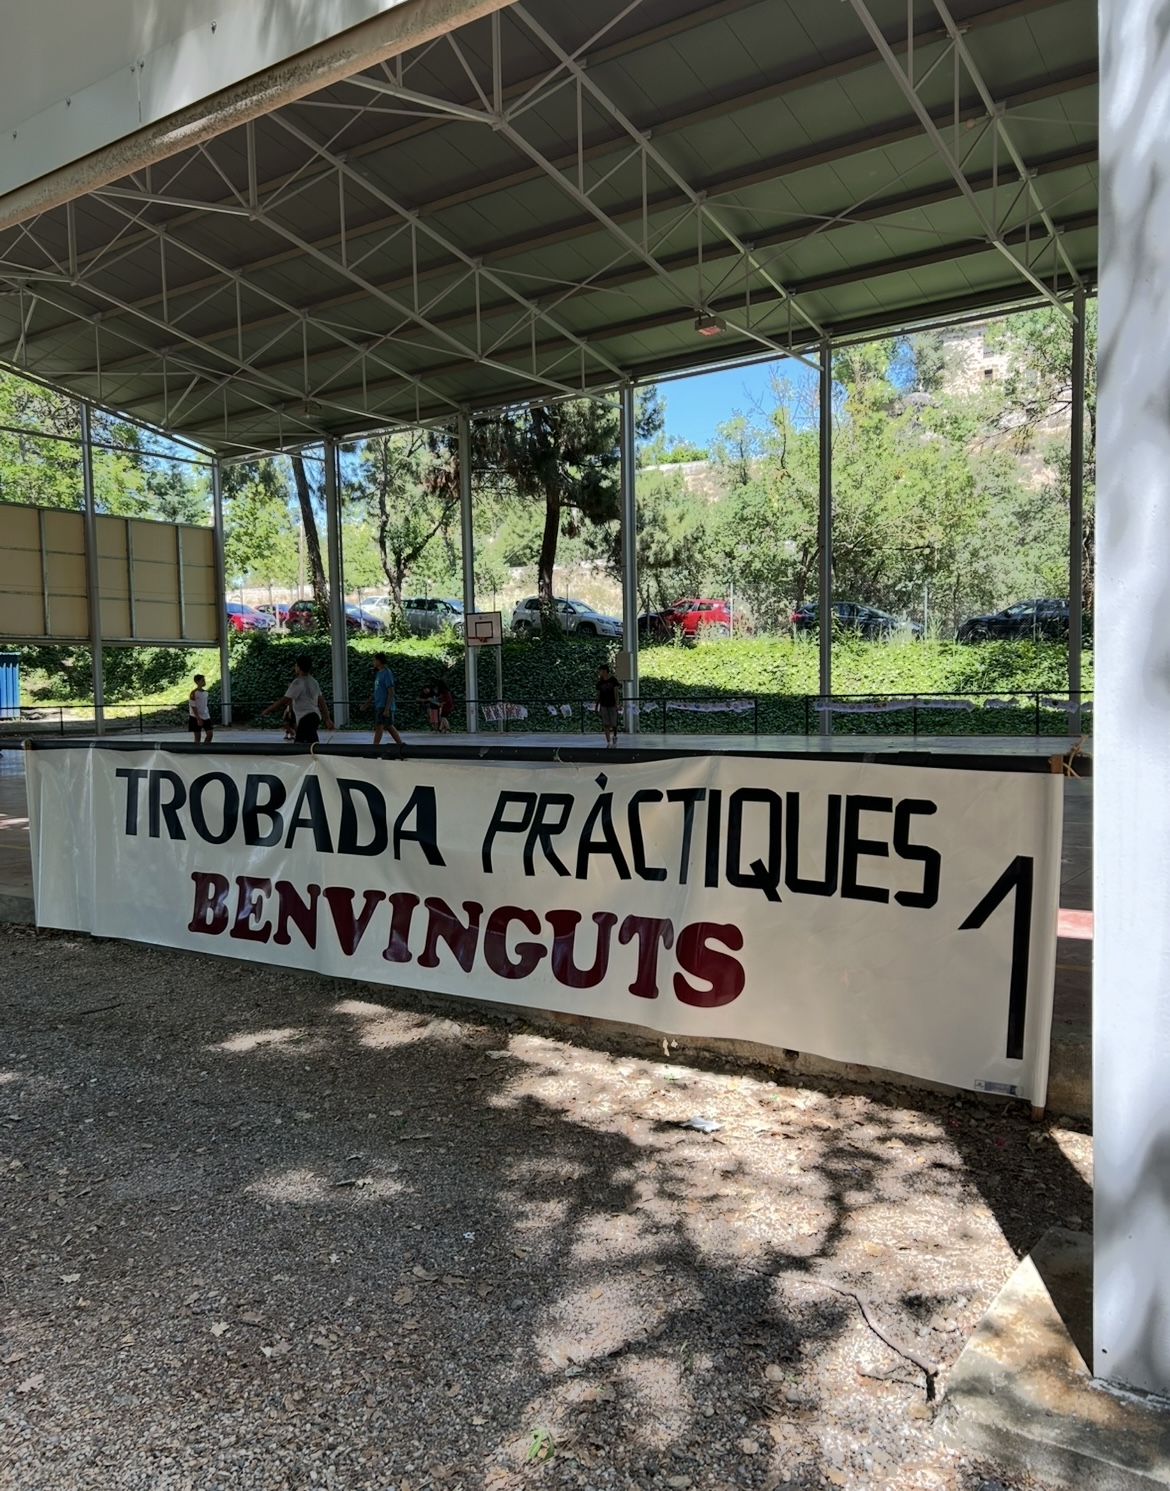 TROBADA PRÀCTIQUES
BENVINGUTS
1